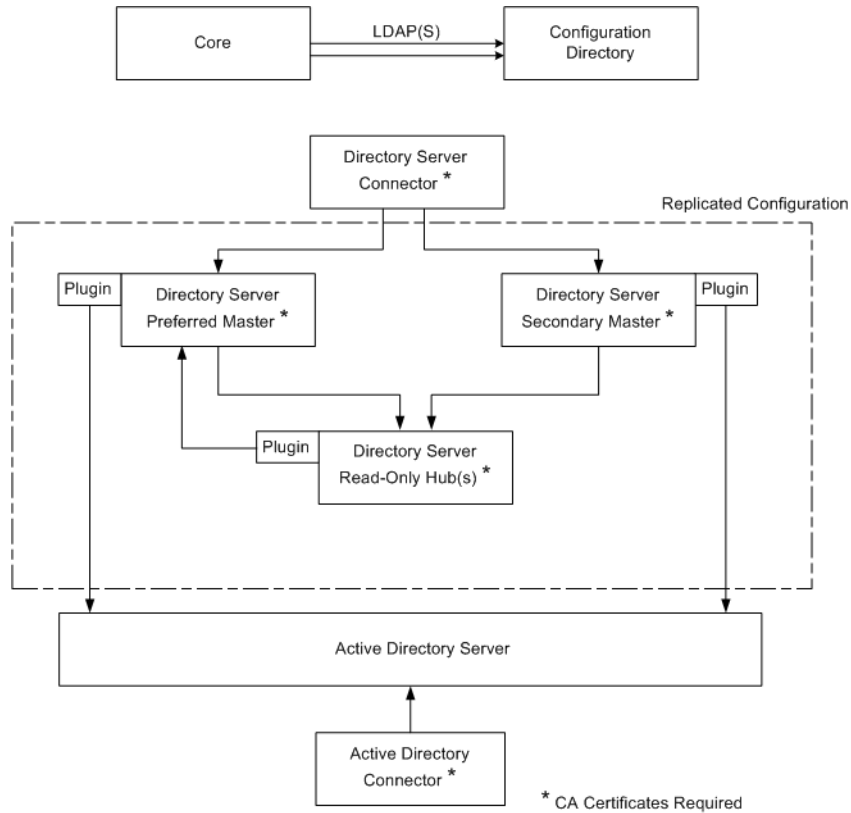 Core
LDAP(S)
Configuration
Directory
Directory Server
Connector *
Replicated Configuration
Plugin
Directory Server
Preferred Master *
Directory Server
Secondary Master *
Plugin
Plugin
Directory Server
Read-Only Hub(s) *
Active Directory Server
Active Directory
Connector *
* CA Certificates Required